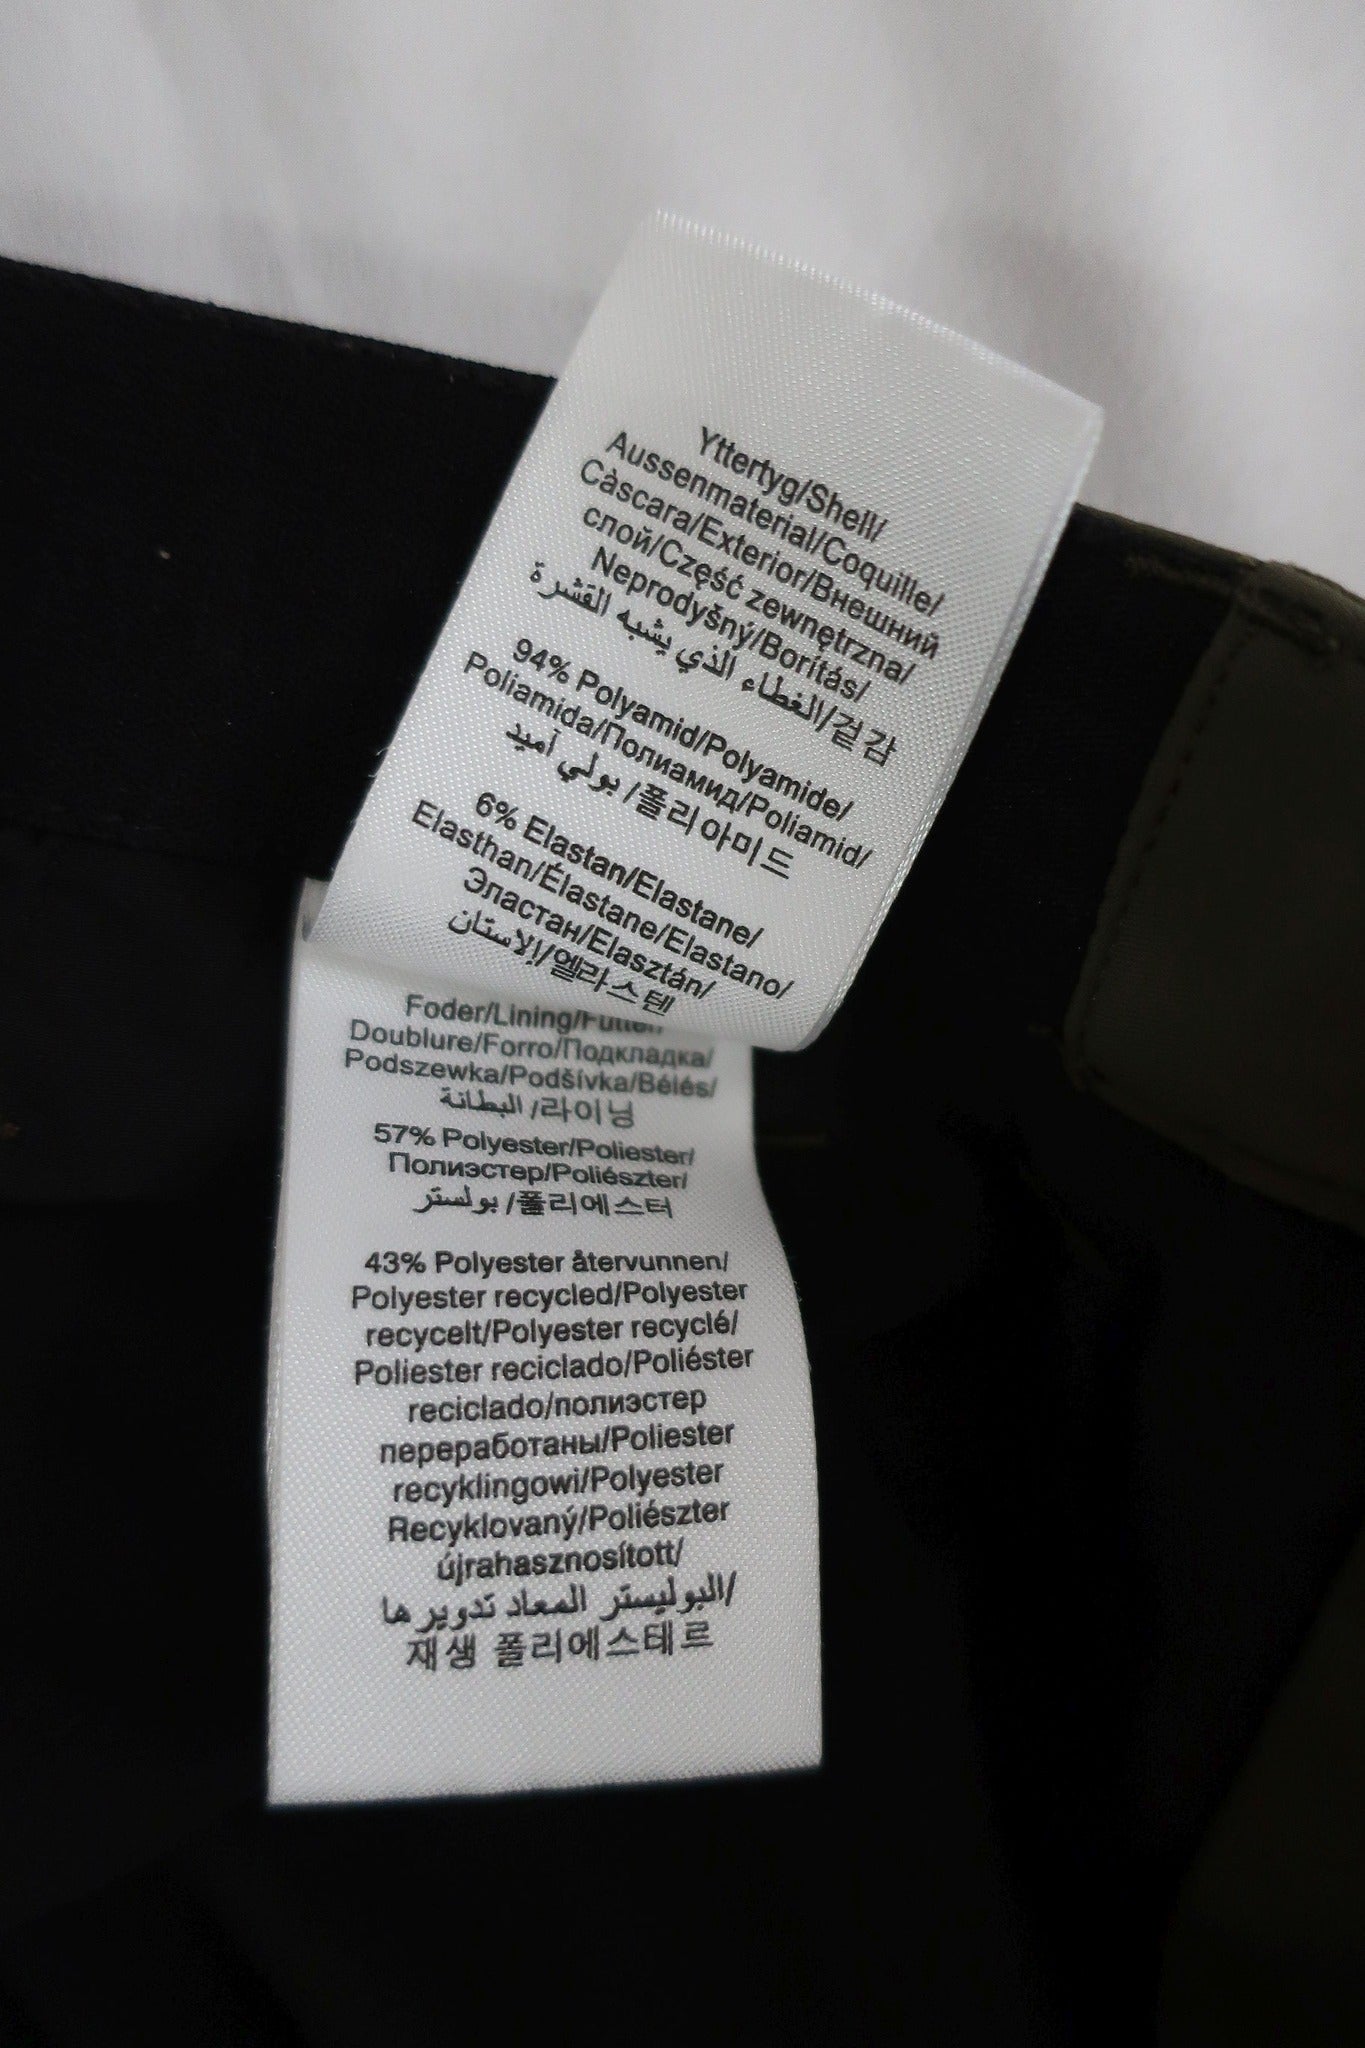 Yttertyg/Shell/
Aussenmaterial/Coquille/
Càscara/Exterior/Внешний
слой/Część zewnętrzna/
Neprodyšný/Borítás/
الغطاء الذي يشبه القشرة/겉감
94% Polyamid/Polyamide/
Poliamida/Полиамид/Poliamid/
بولي آميد /폴리아미드
6% Elastan/Elastane/
Elasthan/Élastane/Elastano/
Эластан/Elasztán/
الإستان/엘라스텐
Foder/Lining/Futter/
Doublure/Forro/Подкладка/
Podszewka/Podšívka/Bélés/
البطانة /라이닝
57% Polyester/Poliester/
Полиэстер/Poliészter/
بولستر /폴리에스터
43% Polyester återvunnen/
Polyester recycled/Polyester
recycelt/Polyester recyclé/
Poliester reciclado/Poliéster
reciclado/полиэстер
переработаны/Poliester
recyklingowi/Polyester
Recyklovaný/Poliészter
újrahasznosított/
البوليستر المعاد تدويرها/
재생 폴리에스테르